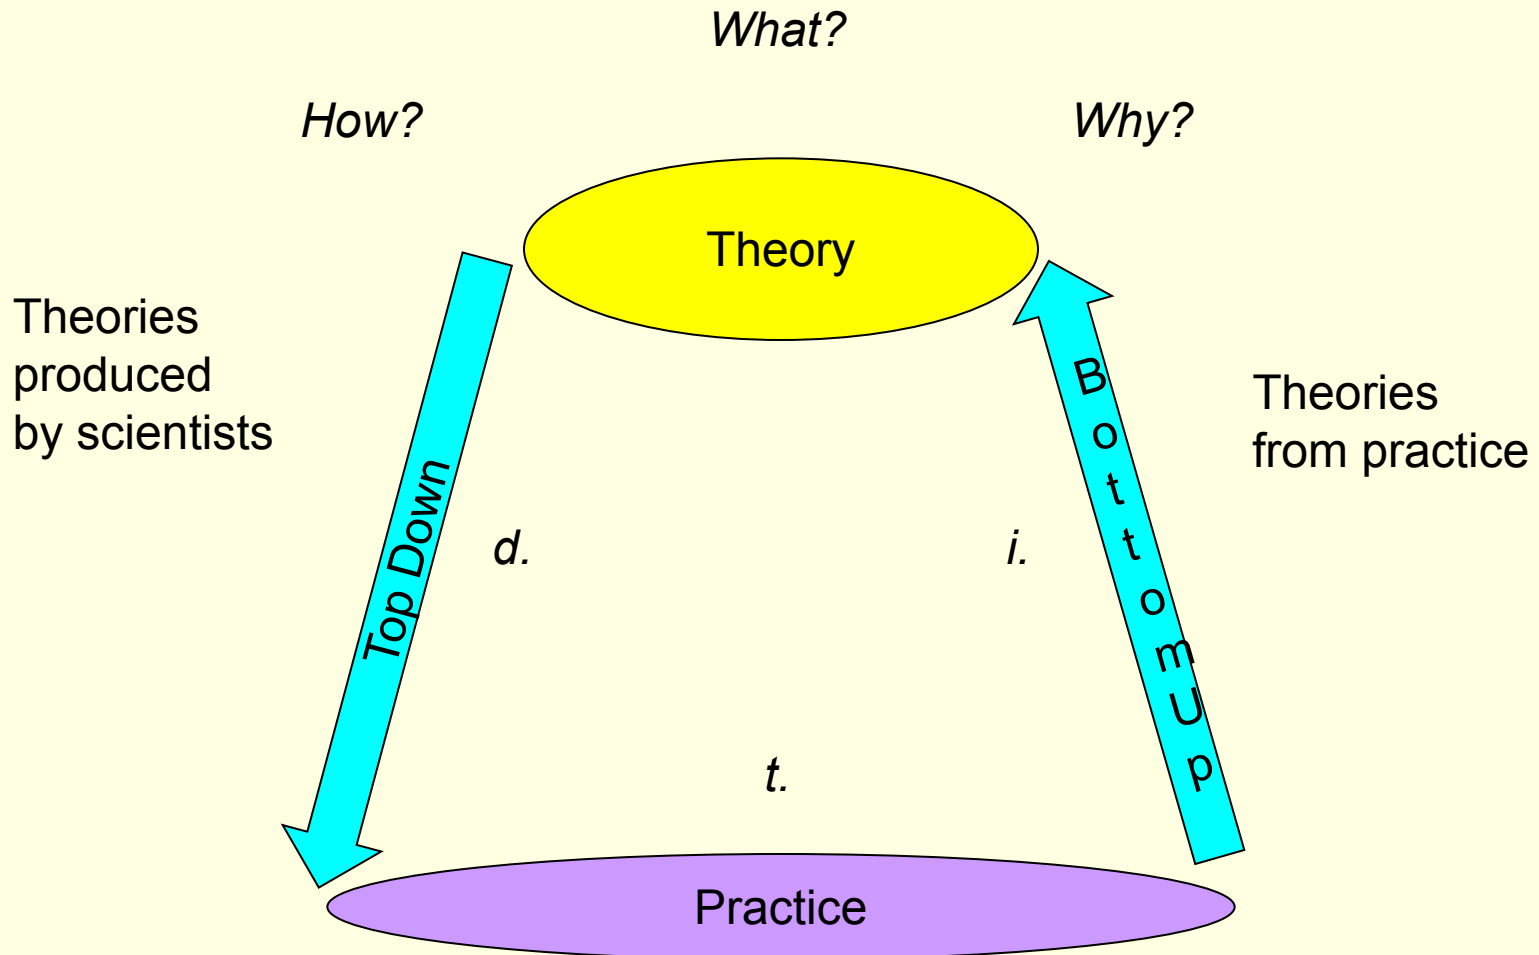 What?
How?
Why?
Theory
Theories
produced
by scientists
Top Down
Bottom Up
Theories
from practice
d.
i.
t.
Practice